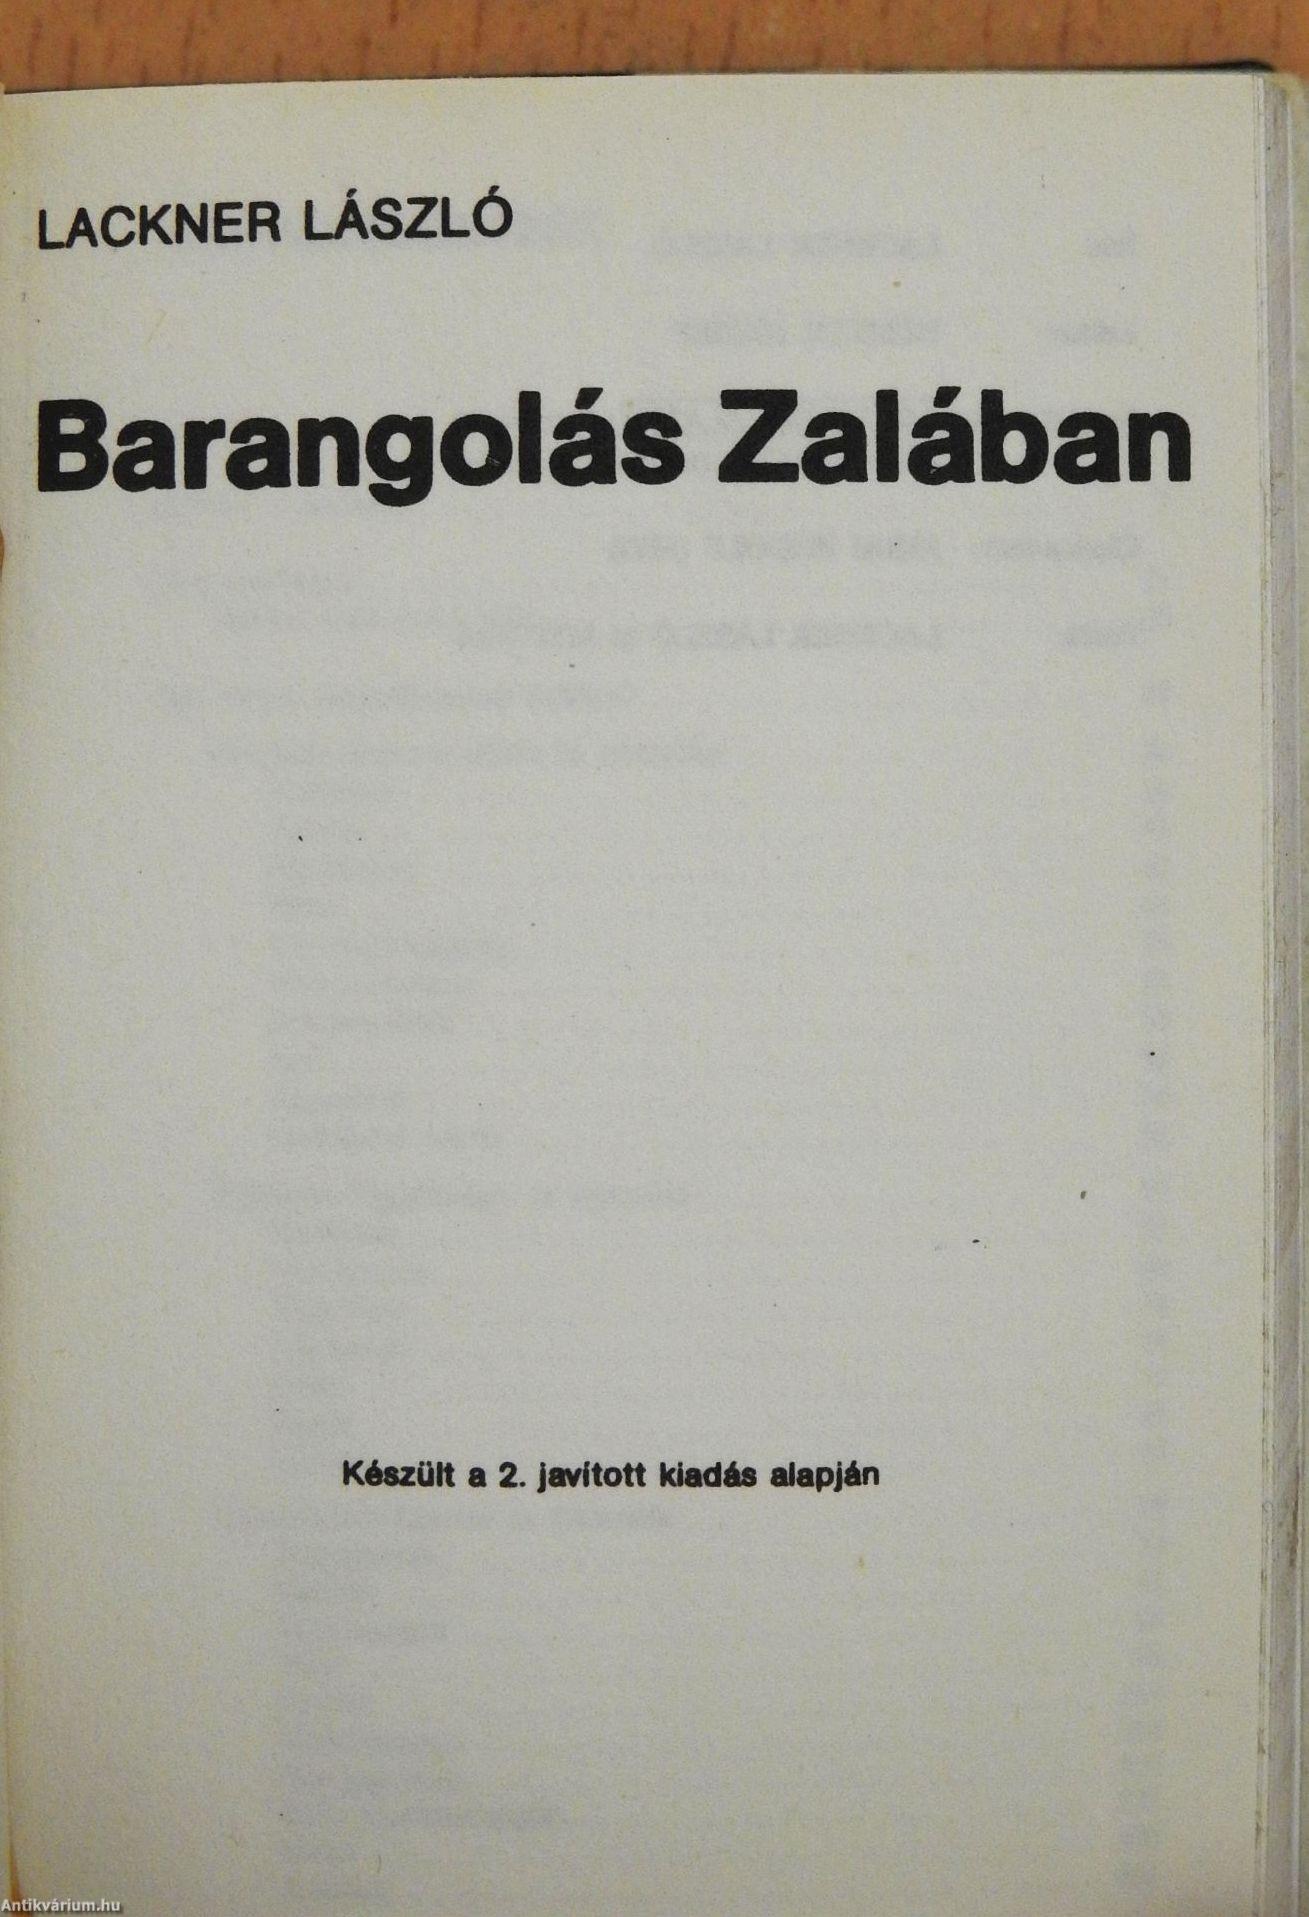 LACKNER LÁSZLÓ
Barangolás Zalában
Készült a 2. javított kiadás alapján
Antikvárium.hu